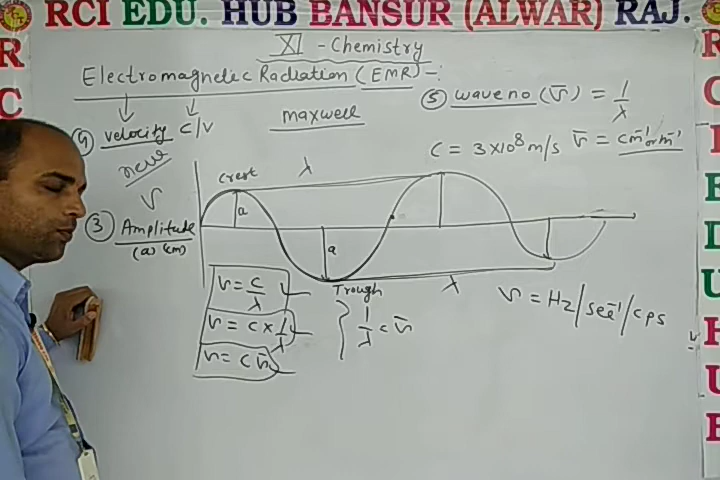 RCI EDU. HUB BANSUR (ALWAR) RAJ.
XI - Chemistry
Electromagnetic Radiation (EMR) -:
⑤ wave no (ν̅) = 1/λ
④ velocity c/v
maxwell
C = 3×10⁸ m/s ν̅ = cm⁻¹ or m⁻¹
new
ν
Crest
λ
③ Amplitude
(a) (m)
a
a
Trough
λ
ν = c/λ
ν = c × 1/λ
ν = c ν̅
1/λ = ν̅
ν = Hz/sec⁻¹/cps
R
C
R
C
I
E
D
U
H
U
B